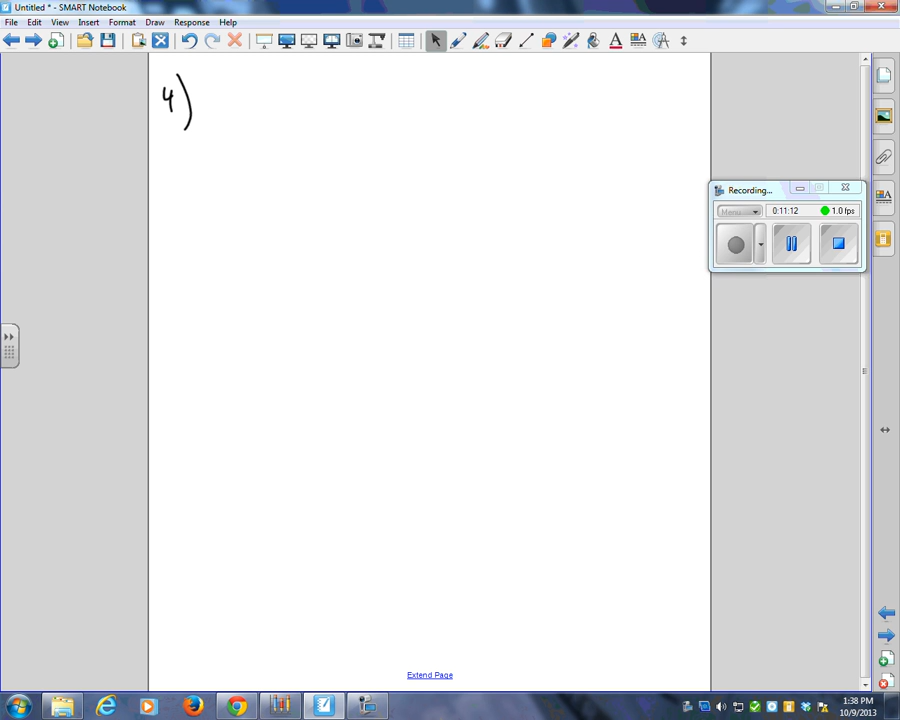 Untitled * - SMART Notebook
File Edit View Insert Format Draw Response Help
4)
Recording...
Menu 0:11:12 1.0 fps
Extend Page
1:38 PM
10/9/2013